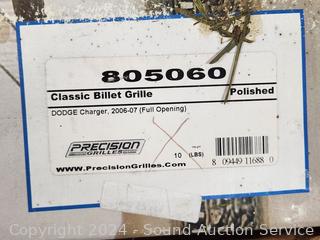 805060
Classic Billet Grille Polished
DODGE Charger, 2006-07 (Full Opening)
PRECISION
GRILLES
10 (LBS)
www.PrecisionGrilles.Com
8 09449 11688 0
Copyright 2024 - Sound Auction Service